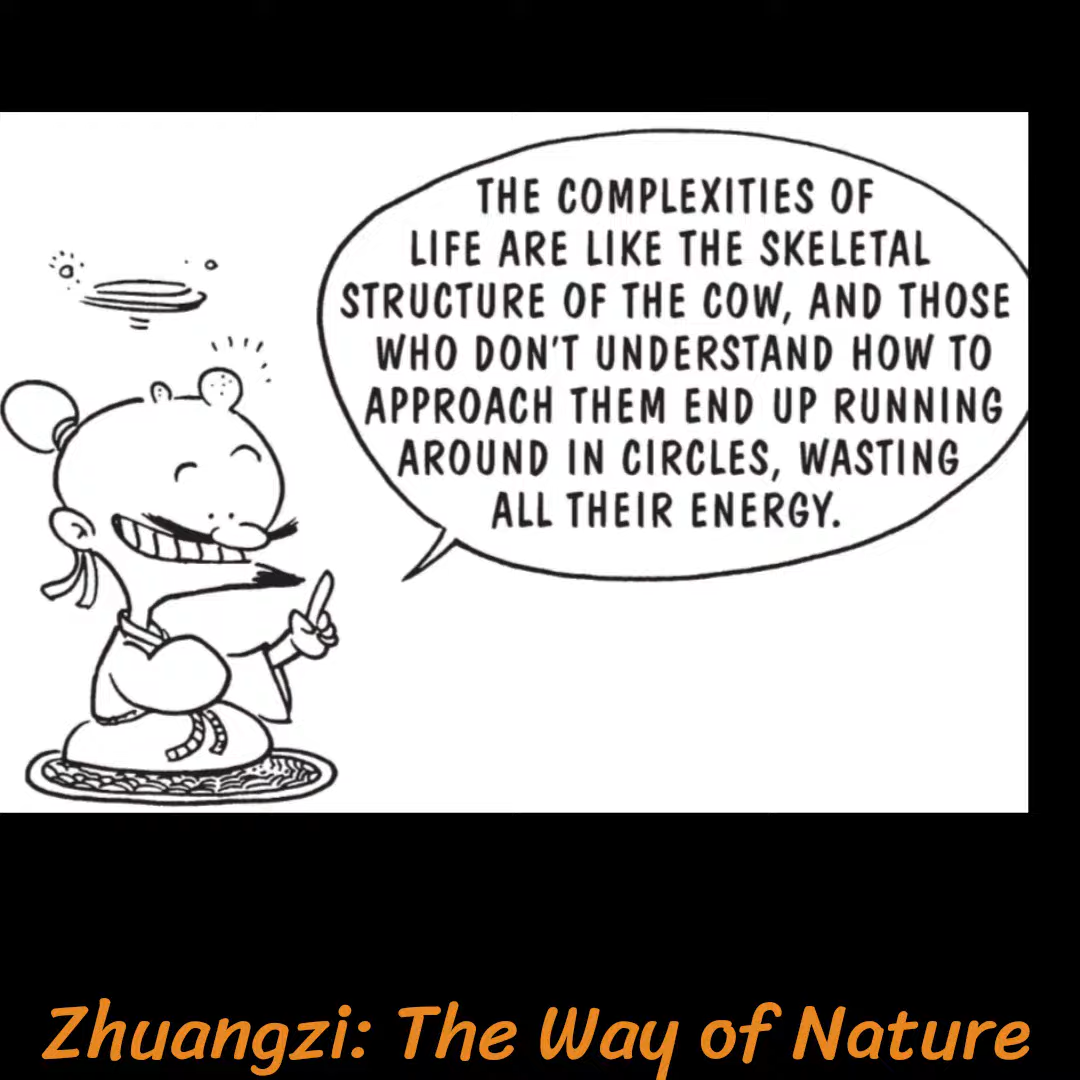 THE COMPLEXITIES OF
LIFE ARE LIKE THE SKELETAL
STRUCTURE OF THE COW, AND THOSE
WHO DON'T UNDERSTAND HOW TO
APPROACH THEM END UP RUNNING
AROUND IN CIRCLES, WASTING
ALL THEIR ENERGY.
Zhuangzi: The Way of Nature